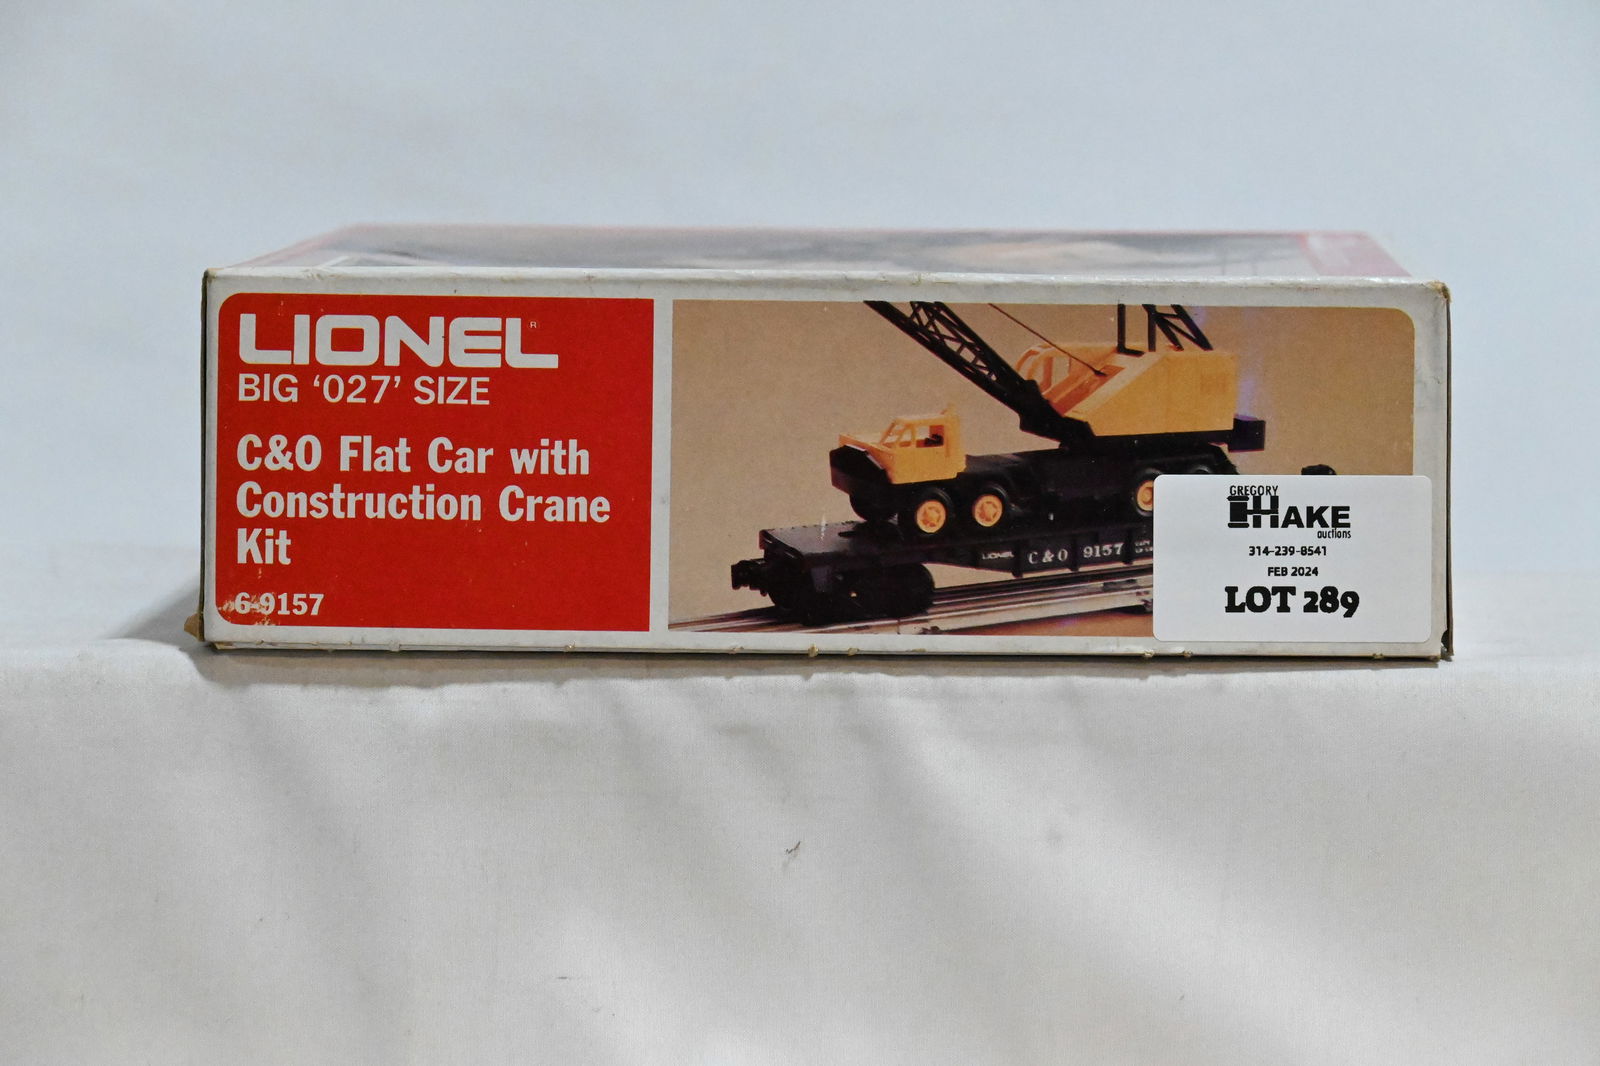 LIONEL®
BIG ‘027’ SIZE
C&O Flat Car with
Construction Crane
Kit
6-9157
LIONEL C & O 9157
GREGORY
HAKE
auctions
314-239-8541
FEB 2024
LOT 289